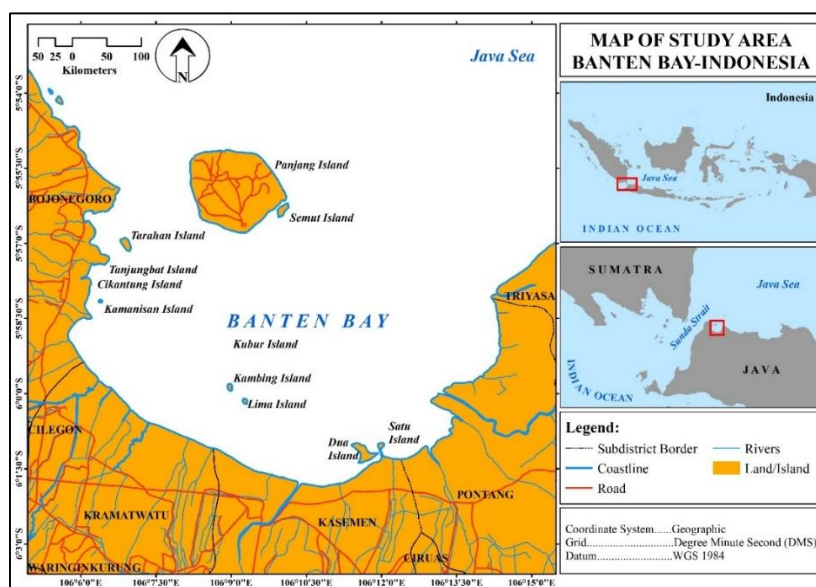 50 25 0 50 100
Kilometers
N
Java Sea
5°54'0"S
5°55'30"S
5°57'0"S
5°58'30"S
6°0'0"S
6°1'30"S
6°3'0"S
Panjang Island
BOJONEGORO
Semut Island
Tarahan Island
Tanjungbat Island
Cikantung Island
Kamanisan Island
TRIYASA
BANTEN BAY
Kubur Island
Kambing Island
Lima Island
CILEGON
Dua
Island
Satu
Island
PONTANG
KRAMATWATU
KASEMEN
CIRUAS
WARINGINKURUNG
106°6'0"E
106°7'30"E
106°9'0"E
106°10'30"E
106°12'0"E
106°13'30"E
106°15'0"E
MAP OF STUDY AREA
BANTEN BAY-INDONESIA
Indonesia
Java Sea
INDIAN OCEAN
SUMATRA
Java Sea
Sunda Strait
INDIAN
OCEAN
JAVA
Legend:
Subdistrict Border
Rivers
Coastline
Land/Island
Road
Coordinate System......Geographic
Grid..............................Degree Minute Second (DMS)
Datum..........................WGS 1984